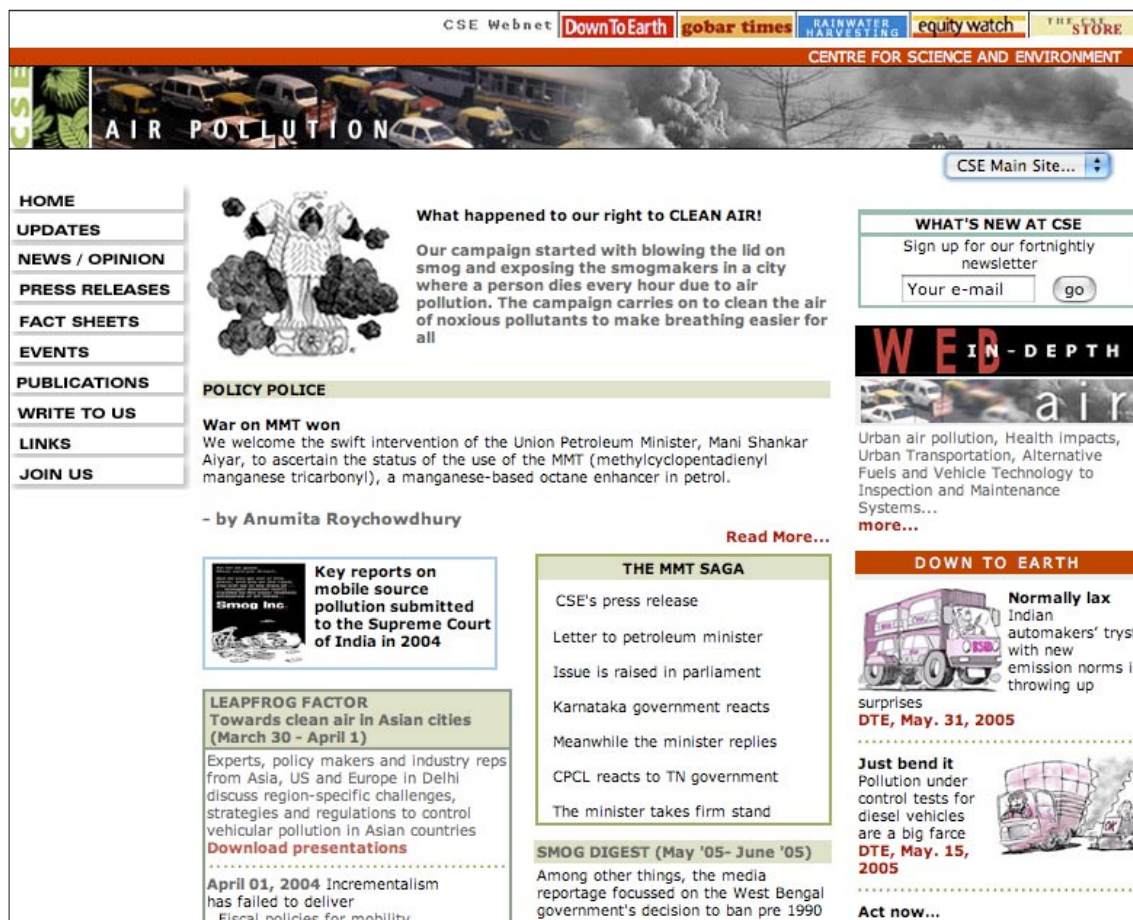 CSE Webnet DownToEarth gobar times RAINWATER HARVESTING equity watch THE CSE STORE
CENTRE FOR SCIENCE AND ENVIRONMENT
CSE
AIR POLLUTION
CSE Main Site...
HOME
UPDATES
NEWS / OPINION
PRESS RELEASES
FACT SHEETS
EVENTS
PUBLICATIONS
WRITE TO US
LINKS
JOIN US
What happened to our right to CLEAN AIR!
Our campaign started with blowing the lid on
smog and exposing the smogmakers in a city
where a person dies every hour due to air
pollution. The campaign carries on to clean the air
of noxious pollutants to make breathing easier for
all
POLICY POLICE
War on MMT won
We welcome the swift intervention of the Union Petroleum Minister, Mani Shankar
Aiyar, to ascertain the status of the use of the MMT (methylcyclopentadienyl
manganese tricarbonyl), a manganese-based octane enhancer in petrol.
– by Anumita Roychowdhury
Read More...
Smog Inc.
Key reports on
mobile source
pollution submitted
to the Supreme Court
of India in 2004
LEAPFROG FACTOR
Towards clean air in Asian cities
(March 30 - April 1)
Experts, policy makers and industry reps
from Asia, US and Europe in Delhi
discuss region-specific challenges,
strategies and regulations to control
vehicular pollution in Asian countries
Download presentations
April 01, 2004 Incrementalism
has failed to deliver
Fiscal policies for mobility
THE MMT SAGA
CSE's press release
Letter to petroleum minister
Issue is raised in parliament
Karnataka government reacts
Meanwhile the minister replies
CPCL reacts to TN government
The minister takes firm stand
SMOG DIGEST (May '05- June '05)
Among other things, the media
reportage focussed on the West Bengal
government's decision to ban pre 1990
WHAT'S NEW AT CSE
Sign up for our fortnightly
newsletter
Your e-mail go
WEB IN-DEPTH
air
Urban air pollution, Health impacts,
Urban Transportation, Alternative
Fuels and Vehicle Technology to
Inspection and Maintenance
Systems...
more...
DOWN TO EARTH
Normally lax
Indian
automakers' tryst
with new
emission norms i
throwing up
surprises
DTE, May. 31, 2005
Just bend it
Pollution under
control tests for
diesel vehicles
are a big farce
DTE, May. 15,
2005
OK
Act now...